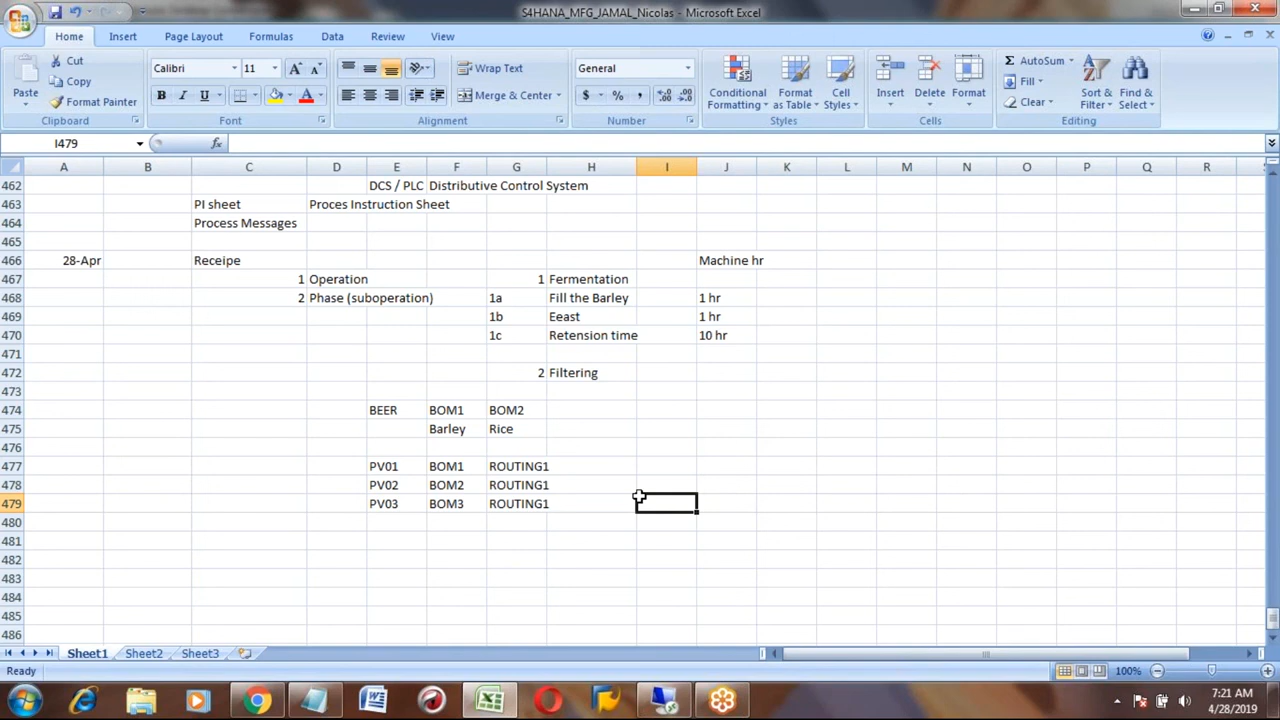 S4HANA_MFG_JAMAL_Nicolas - Microsoft Excel
Home Insert Page Layout Formulas Data Review View
Paste Cut Copy Format Painter Clipboard
Calibri 11 A A B I U A Font
Wrap Text Merge & Center Alignment
General $ % , .0 .00 .00 .0 Number
Conditional Formatting Format as Table Cell Styles Styles
Insert Delete Format Cells
Σ AutoSum Fill Clear Sort & Filter Find & Select Editing
I479 fx
A B C D E F G H I J K L M N O P Q R
462 DCS / PLC Distributive Control System
463 PI sheet Proces Instruction Sheet
464 Process Messages
465
466 28-Apr Receipe Machine hr
467 1 Operation 1 Fermentation
468 2 Phase (suboperation) 1a Fill the Barley 1 hr
469 1b Eeast 1 hr
470 1c Retension time 10 hr
471
472 2 Filtering
473
474 BEER BOM1 BOM2
475 Barley Rice
476
477 PV01 BOM1 ROUTING1
478 PV02 BOM2 ROUTING1
479 PV03 BOM3 ROUTING1
480
481
482
483
484
485
486
Sheet1 Sheet2 Sheet3
Ready 100%
7:21 AM
4/28/2019